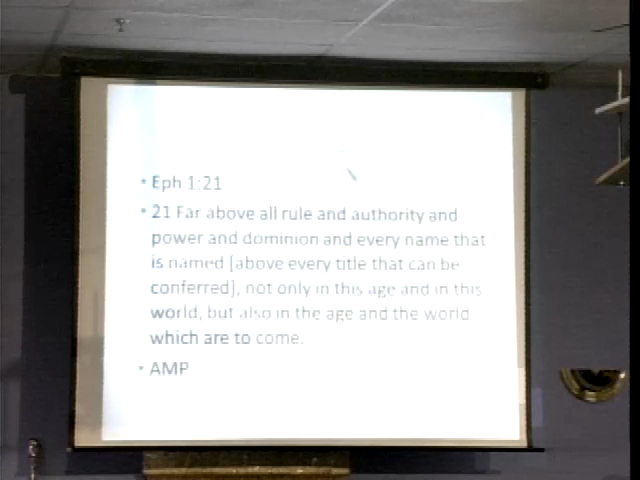 • Eph 1:21
• 21 Far above all rule and authority and
power and dominion and every name that
is named [above every title that can be
conferred], not only in this age and in this
world, but also in the age and the world
which are to come.
• AMP